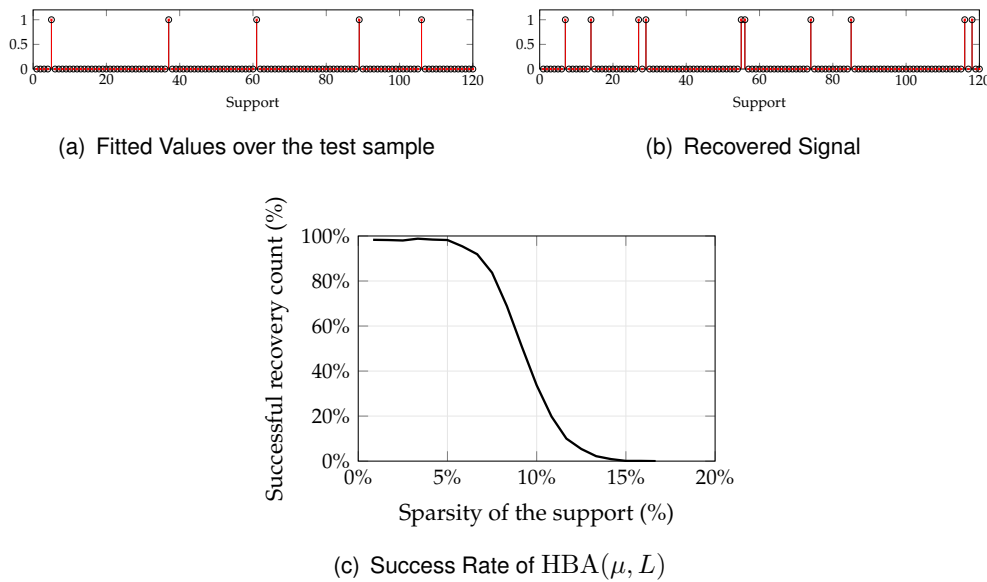 1
0.5
0
0 20 40 60 80 100 120
Support
(a) Fitted Values over the test sample
1
0.5
0
0 20 40 60 80 100 120
Support
(b) Recovered Signal
Successful recovery count (%)
100%
80%
60%
40%
20%
0%
0% 5% 10% 15% 20%
Sparsity of the support (%)
(c) Success Rate of HBA(μ, L)